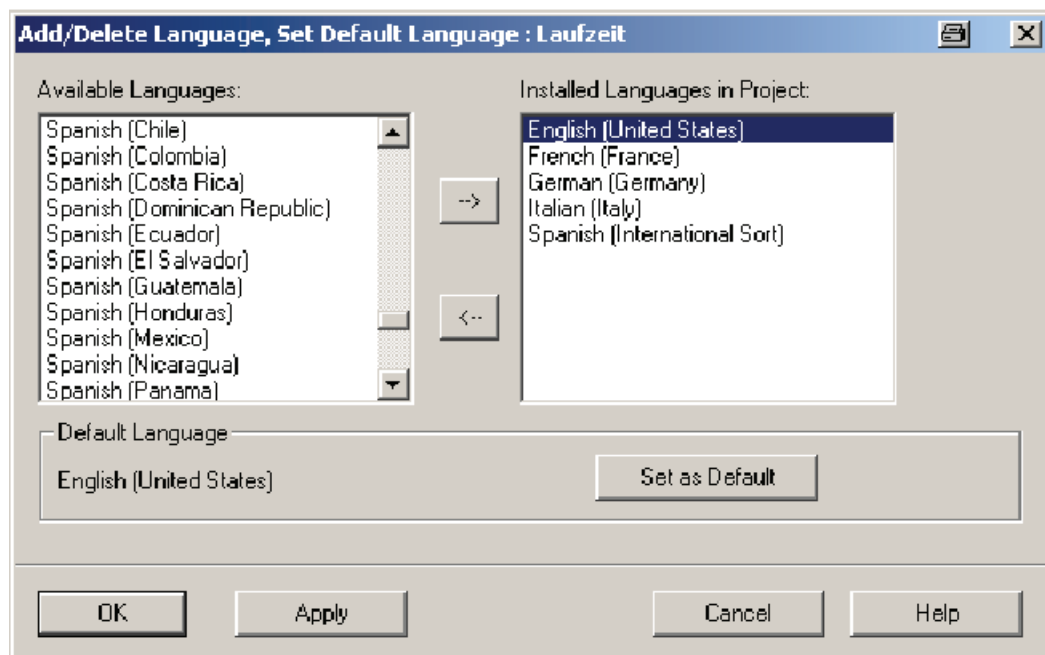 Add/Delete Language, Set Default Language : Laufzeit
Available Languages:
Spanish (Chile)
Spanish (Colombia)
Spanish (Costa Rica)
Spanish (Dominican Republic)
Spanish (Ecuador)
Spanish (El Salvador)
Spanish (Guatemala)
Spanish (Honduras)
Spanish (Mexico)
Spanish (Nicaragua)
Spanish (Panama)
-->
<--
Installed Languages in Project:
English (United States)
French (France)
German (Germany)
Italian (Italy)
Spanish (International Sort)
Default Language
English (United States)
Set as Default
OK
Apply
Cancel
Help